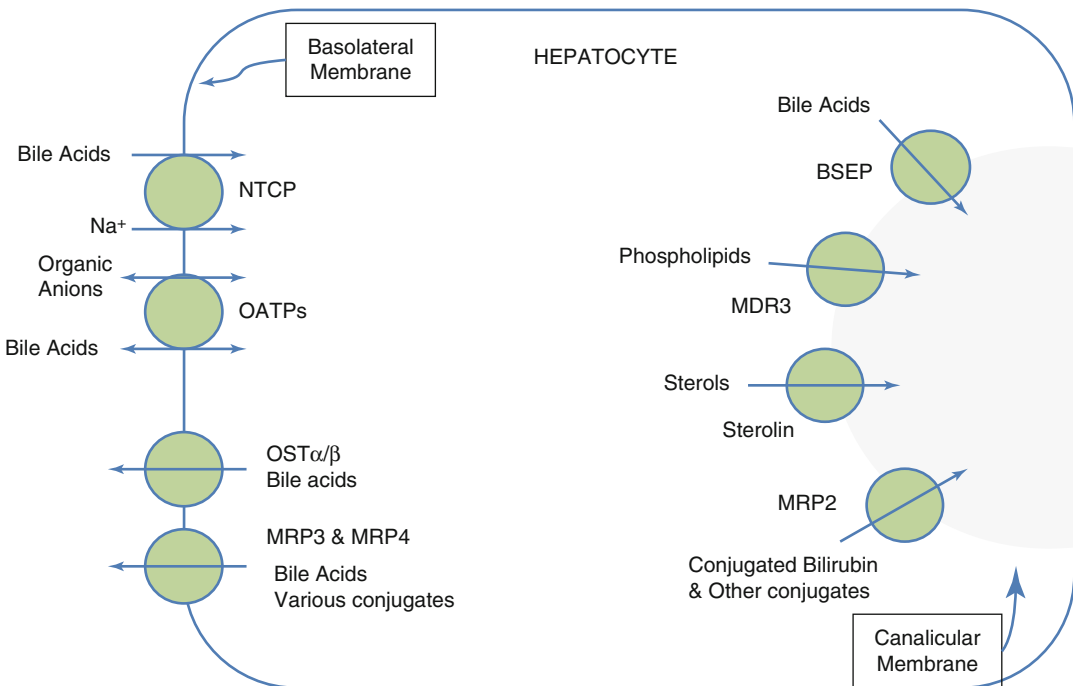 Basolateral
Membrane
HEPATOCYTE
Bile Acids
NTCP
Na⁺
Organic
Anions
OATPs
Bile Acids
OSTα/β
Bile acids
MRP3 & MRP4
Bile Acids
Various conjugates
Bile Acids
BSEP
Phospholipids
MDR3
Sterols
Sterolin
MRP2
Conjugated Bilirubin
& Other conjugates
Canalicular
Membrane